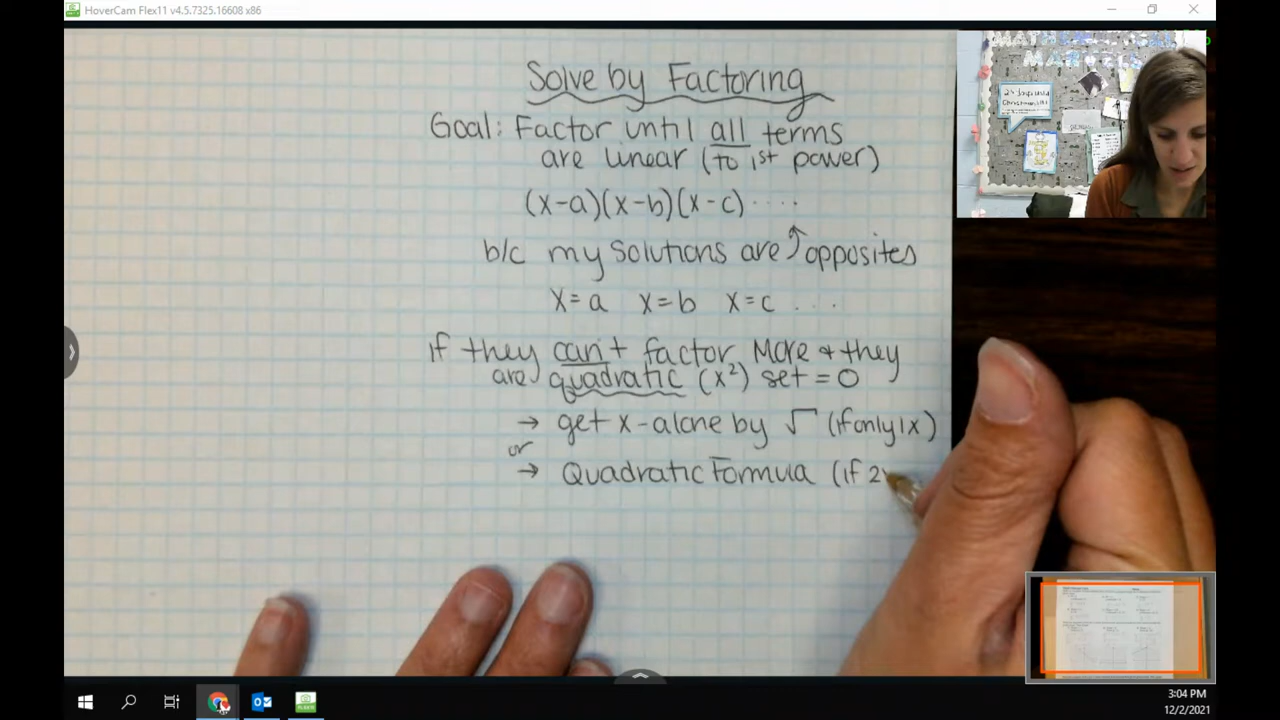 HoverCam Flex11 v4.5.7325.16608 x86
Solve by Factoring
Goal: Factor until all terms
are linear (to 1st power)
(x-a)(x-b)(x-c) ....
b/c my solutions are ↑ opposites
x=a x=b x=c ...
if they can't factor more & they
are quadratic (x²) set = 0
→ get x-alone by √ (if only 1 x)
or
→ Quadratic Formula (if 2
3:04 PM
12/2/2021